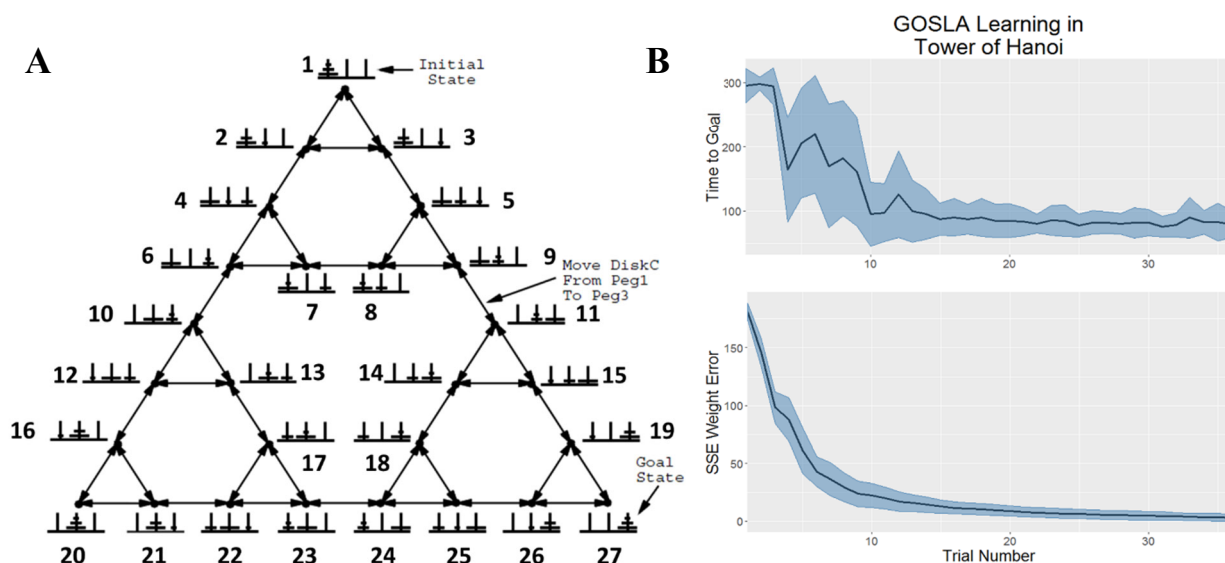 A
1
Initial
State
2
3
4
5
6
7
8
9
Move DiskC
From Peg1
To Peg3
10
11
12
13
14
15
16
17
18
19
Goal
State
20
21
22
23
24
25
26
27
B
GOSLA Learning in
Tower of Hanoi
Time to Goal
300
200
100
10
20
30
SSE Weight Error
150
100
50
0
10
20
30
Trial Number